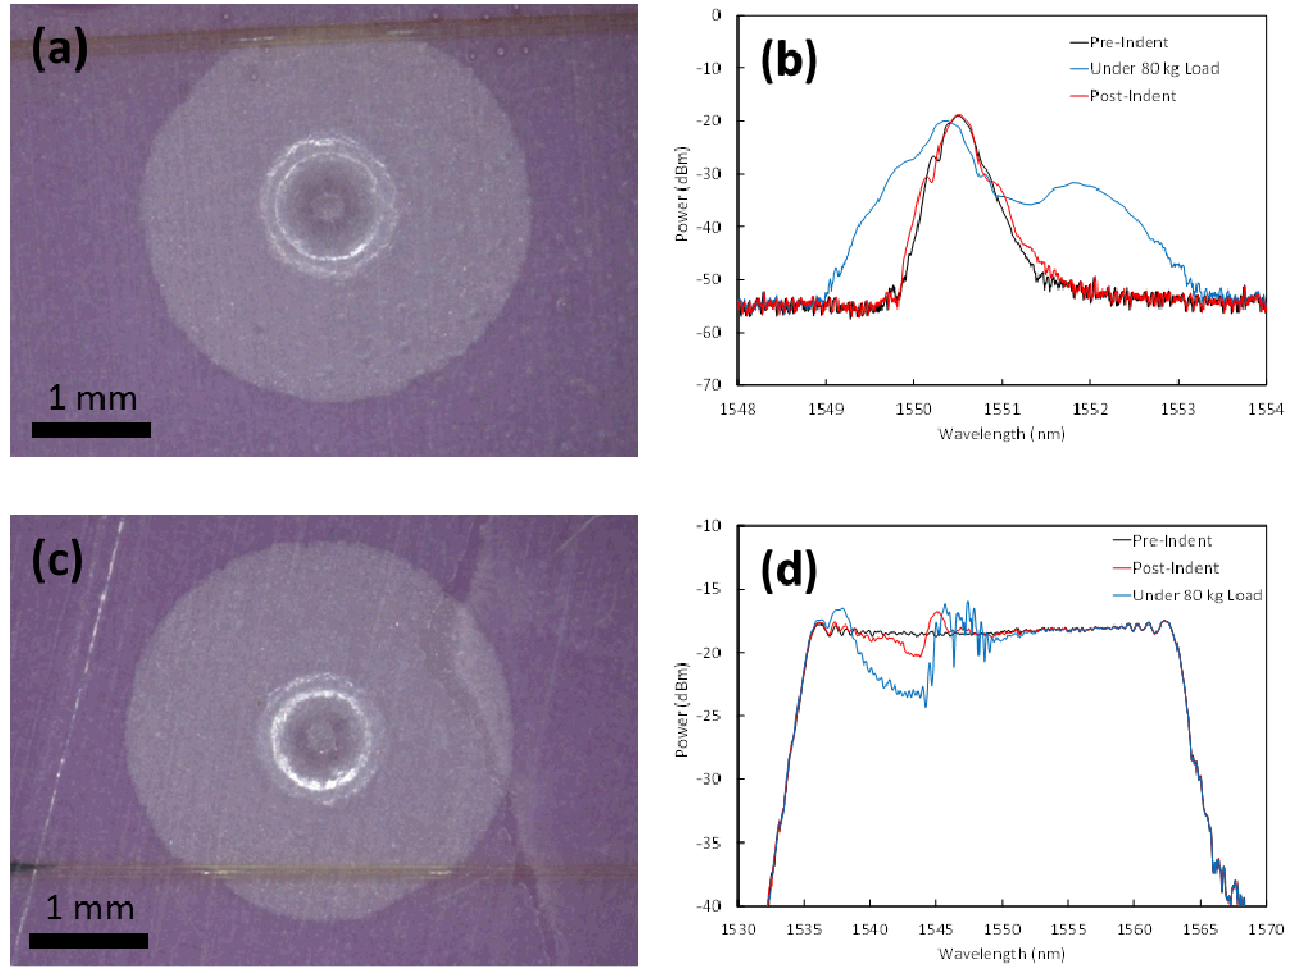 (a)
1 mm
(b)
0
-10
-20
-30
-40
-50
-60
-70
Power (dBm)
Pre-Indent
Under 80 kg Load
Post-Indent
1548 1549 1550 1551 1552 1553 1554
Wavelength (nm)
(c)
1 mm
(d)
-10
-15
-20
-25
-30
-35
-40
Power (dBm)
Pre-Indent
Post-Indent
Under 80 kg Load
1530 1535 1540 1545 1550 1555 1560 1565 1570
Wavelength (nm)